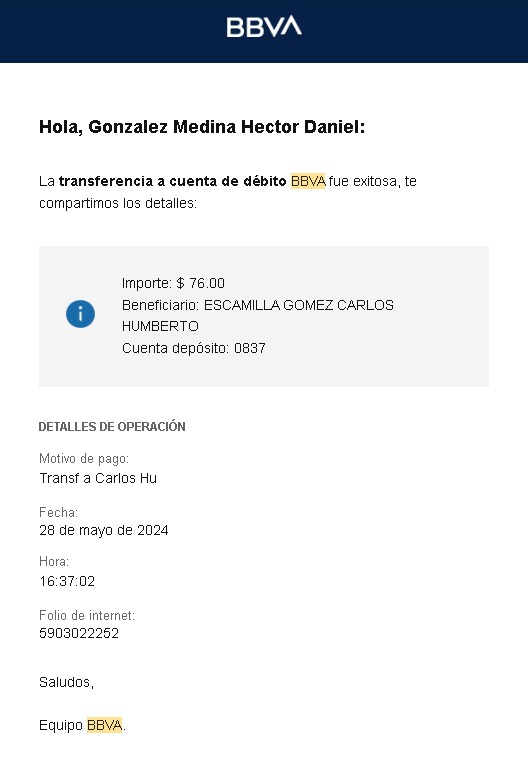 BBVA
Hola, Gonzalez Medina Hector Daniel:
La transferencia a cuenta de débito BBVA fue exitosa, te
compartimos los detalles:
Importe: $ 76.00
Beneficiario: ESCAMILLA GOMEZ CARLOS
HUMBERTO
Cuenta depósito: 0837
DETALLES DE OPERACIÓN
Motivo de pago:
Transf a Carlos Hu
Fecha:
28 de mayo de 2024
Hora:
16:37:02
Folio de internet:
5903022252
Saludos,
Equipo BBVA.